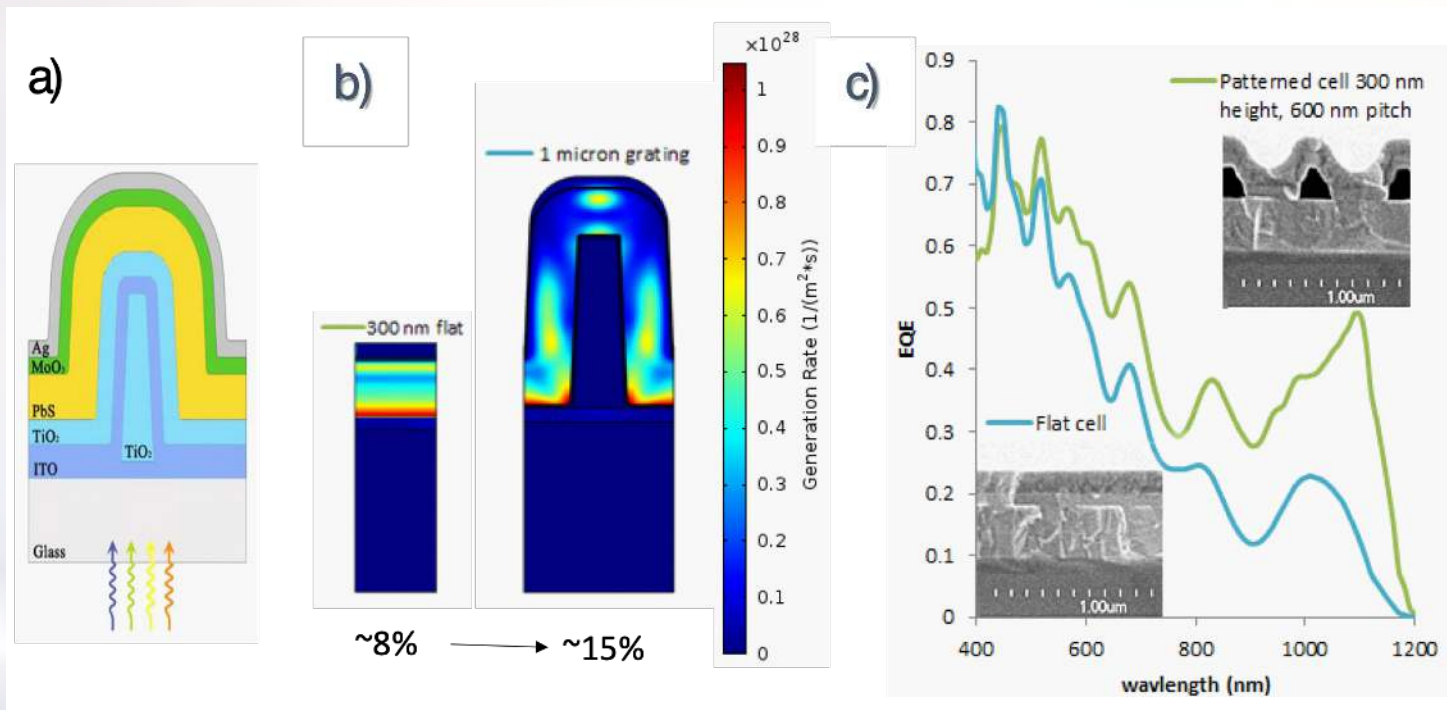 a)
Ag
MoO₃
PbS
TiO₂
TiO₂
ITO
Glass
b)
300 nm flat
1 micron grating
~8%
~15%
×10²⁸
1
0.9
0.8
0.7
0.6
0.5
0.4
0.3
0.2
0.1
0
Generation Rate (1/(m²*s))
c)
0.9
0.8
0.7
0.6
0.5
0.4
0.3
0.2
0.1
0
EQE
Patterned cell 300 nm
height, 600 nm pitch
1.00um
Flat cell
1.00um
400
600
800
1000
1200
wavlength (nm)